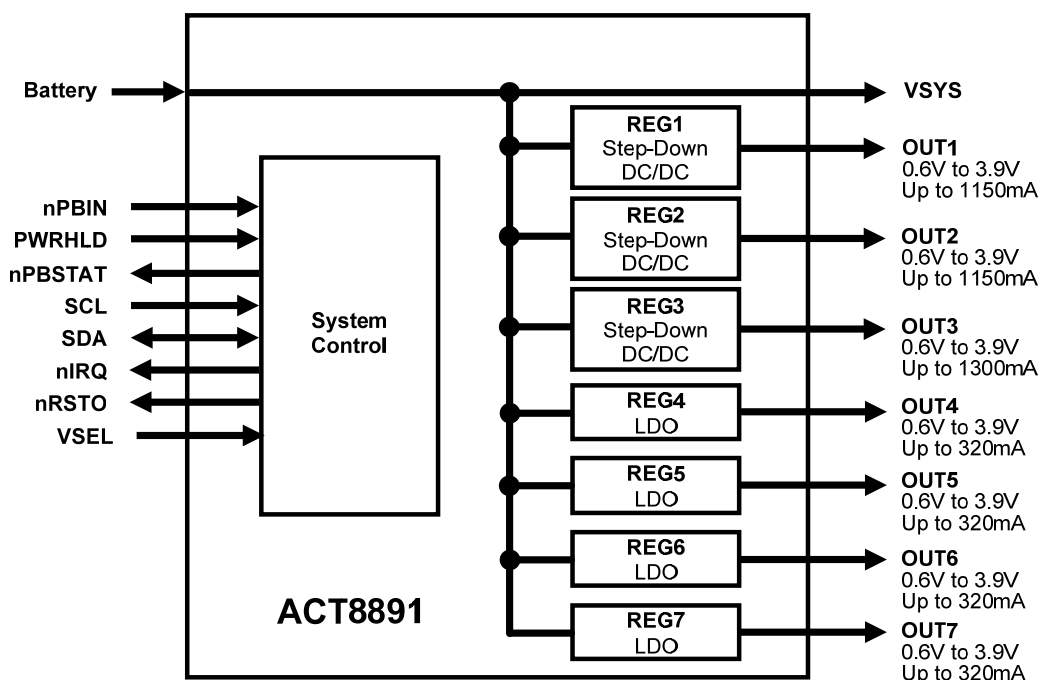 Battery
nPBIN
PWRHLD
nPBSTAT
SCL
SDA
nIRQ
nRSTO
VSEL
System
Control
ACT8891
REG1
Step-Down
DC/DC
REG2
Step-Down
DC/DC
REG3
Step-Down
DC/DC
REG4
LDO
REG5
LDO
REG6
LDO
REG7
LDO
VSYS
OUT1
0.6V to 3.9V
Up to 1150mA
OUT2
0.6V to 3.9V
Up to 1150mA
OUT3
0.6V to 3.9V
Up to 1300mA
OUT4
0.6V to 3.9V
Up to 320mA
OUT5
0.6V to 3.9V
Up to 320mA
OUT6
0.6V to 3.9V
Up to 320mA
OUT7
0.6V to 3.9V
Up to 320mA